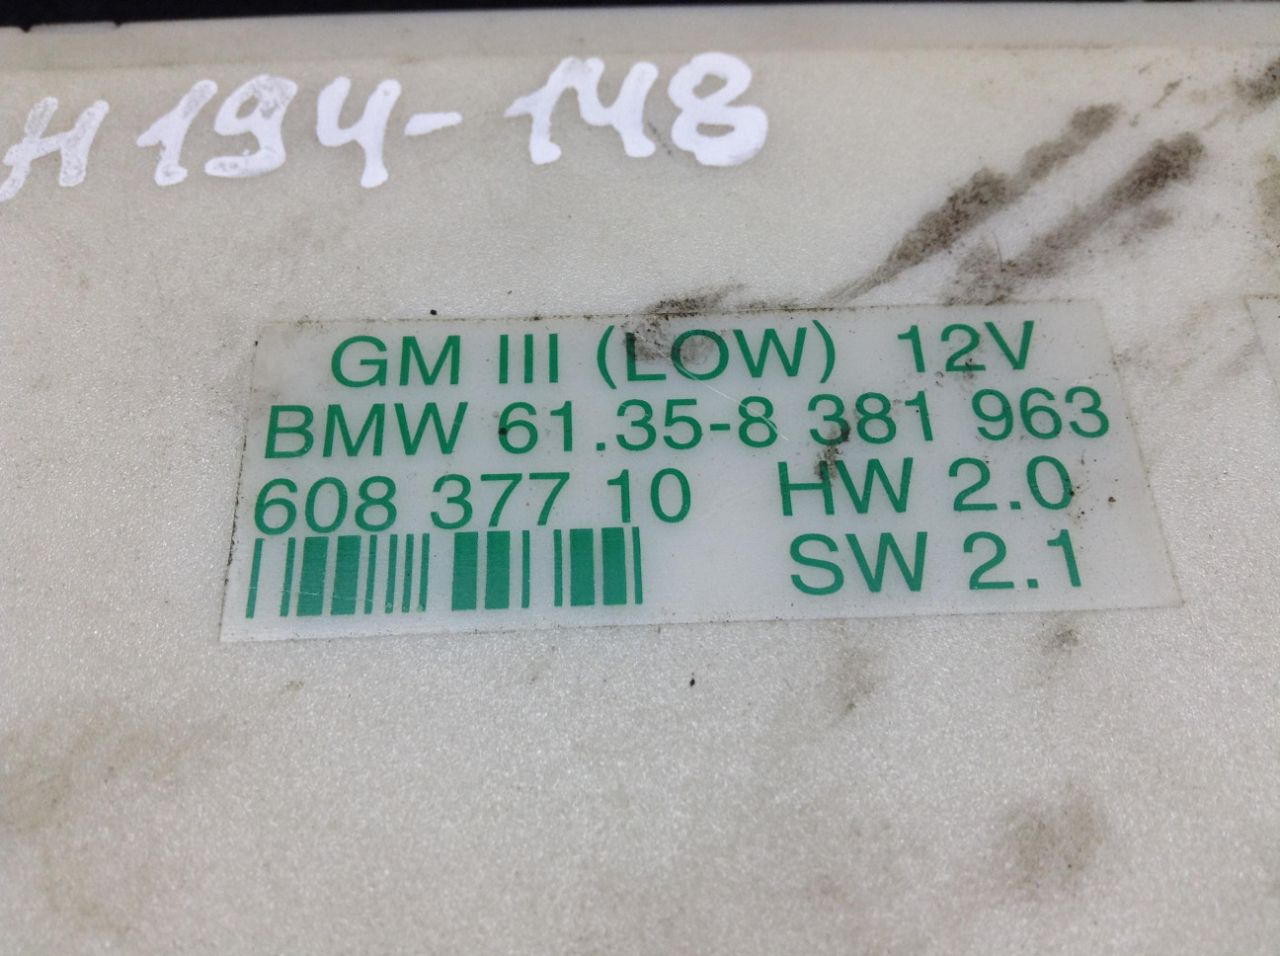 H194-148
GM III (LOW) 12V
BMW 61.35-8 381 963
608 377 10 HW 2.0
SW 2.1